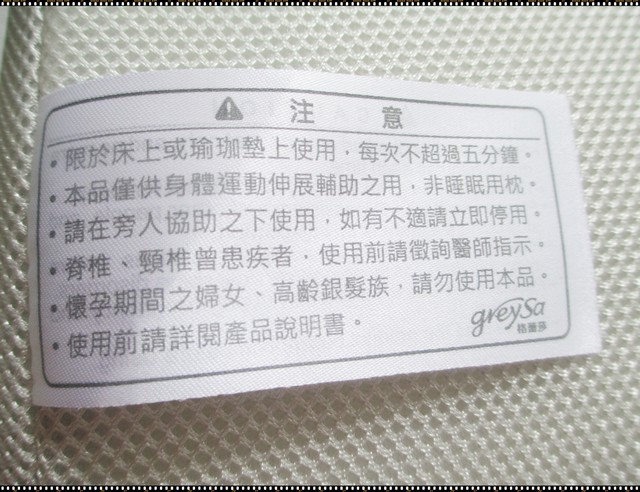 注 意
•限於床上或瑜珈墊上使用，每次不超過五分鐘。
•本品僅供身體運動伸展輔助之用，非睡眠用枕。
•請在旁人協助之下使用，如有不適請立即停用。
•脊椎、頸椎曾患疾者，使用前請徵詢醫師指示。
•懷孕期間之婦女、高齡銀髮族，請勿使用本品。
•使用前請詳閱產品說明書。
greySa
格蕾莎